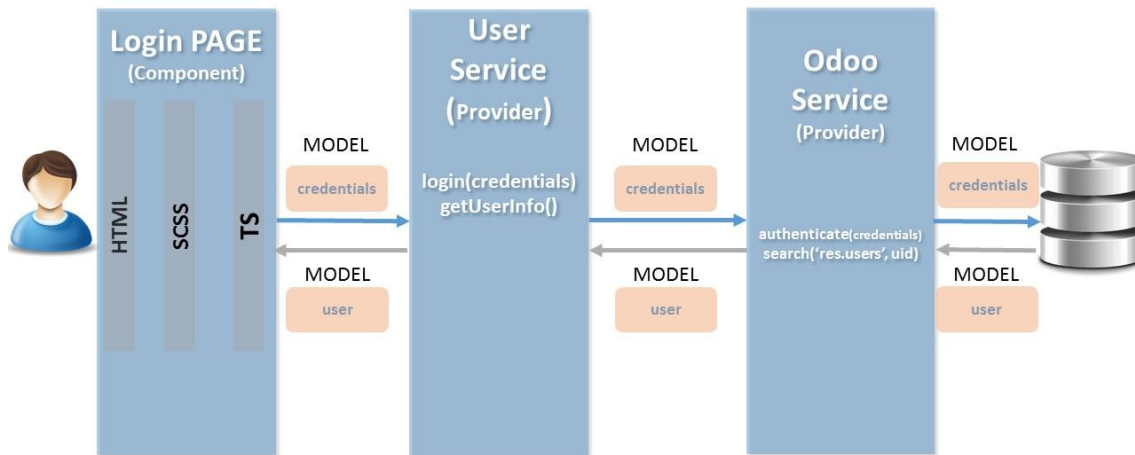 Login PAGE
(Component)
HTML
SCSS
TS
MODEL
credentials
MODEL
user
User
Service
(Provider)
login(credentials)
getUserInfo()
MODEL
credentials
MODEL
user
Odoo
Service
(Provider)
authenticate(credentials)
search(‘res.users’, uid)
MODEL
credentials
MODEL
user